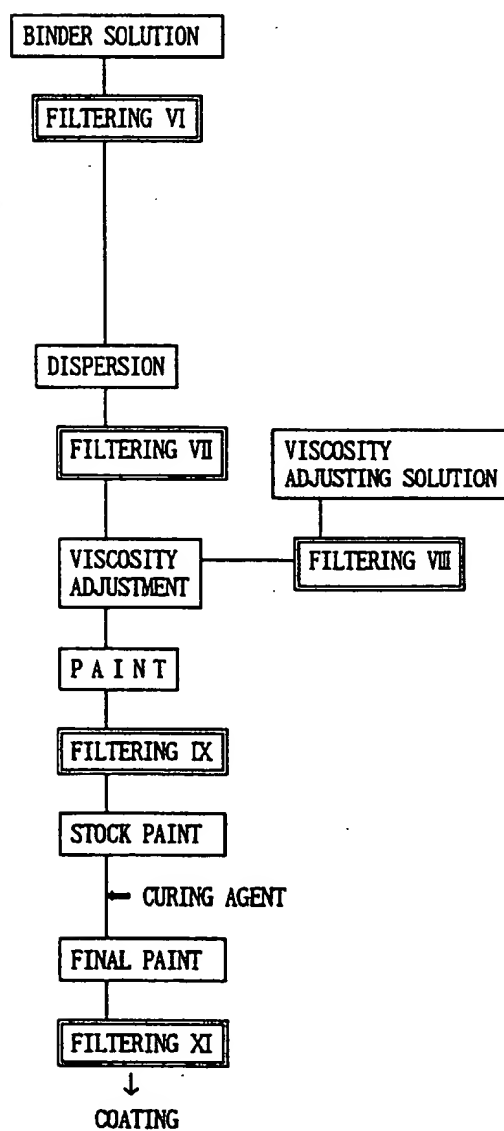 BINDER SOLUTION
FILTERING VI
DISPERSION
FILTERING VII
VISCOSITY
ADJUSTING SOLUTION
VISCOSITY
ADJUSTMENT
FILTERING VIII
PAINT
FILTERING IX
STOCK PAINT
CURING AGENT
FINAL PAINT
FILTERING XI
COATING